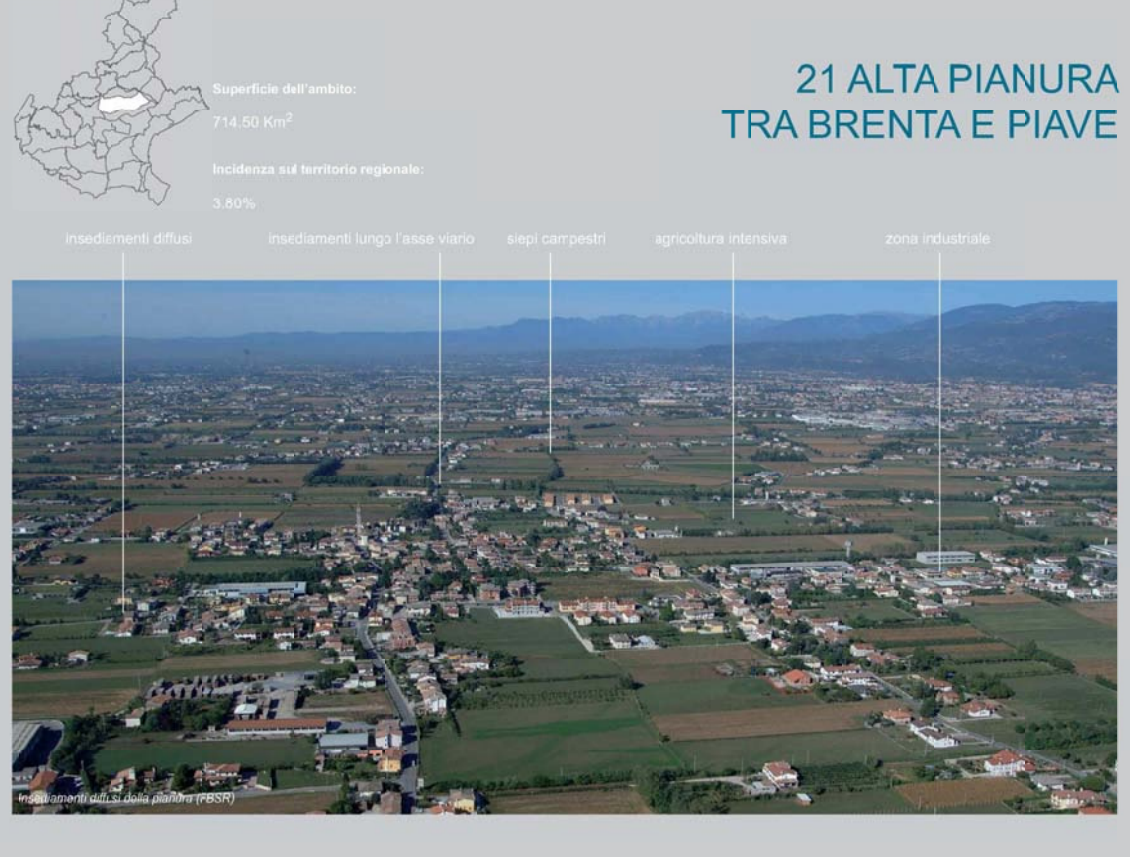 Superficie dell'ambito:
714.50 Km²
Incidenza sul territorio regionale:
3.80%
21 ALTA PIANURA
TRA BRENTA E PIAVE
insediamenti diffusi
insediamenti lungo l'asse viario
siepi campestri
agricoltura intensiva
zona industriale
Insediamenti diffusi della pianura (FBSR)